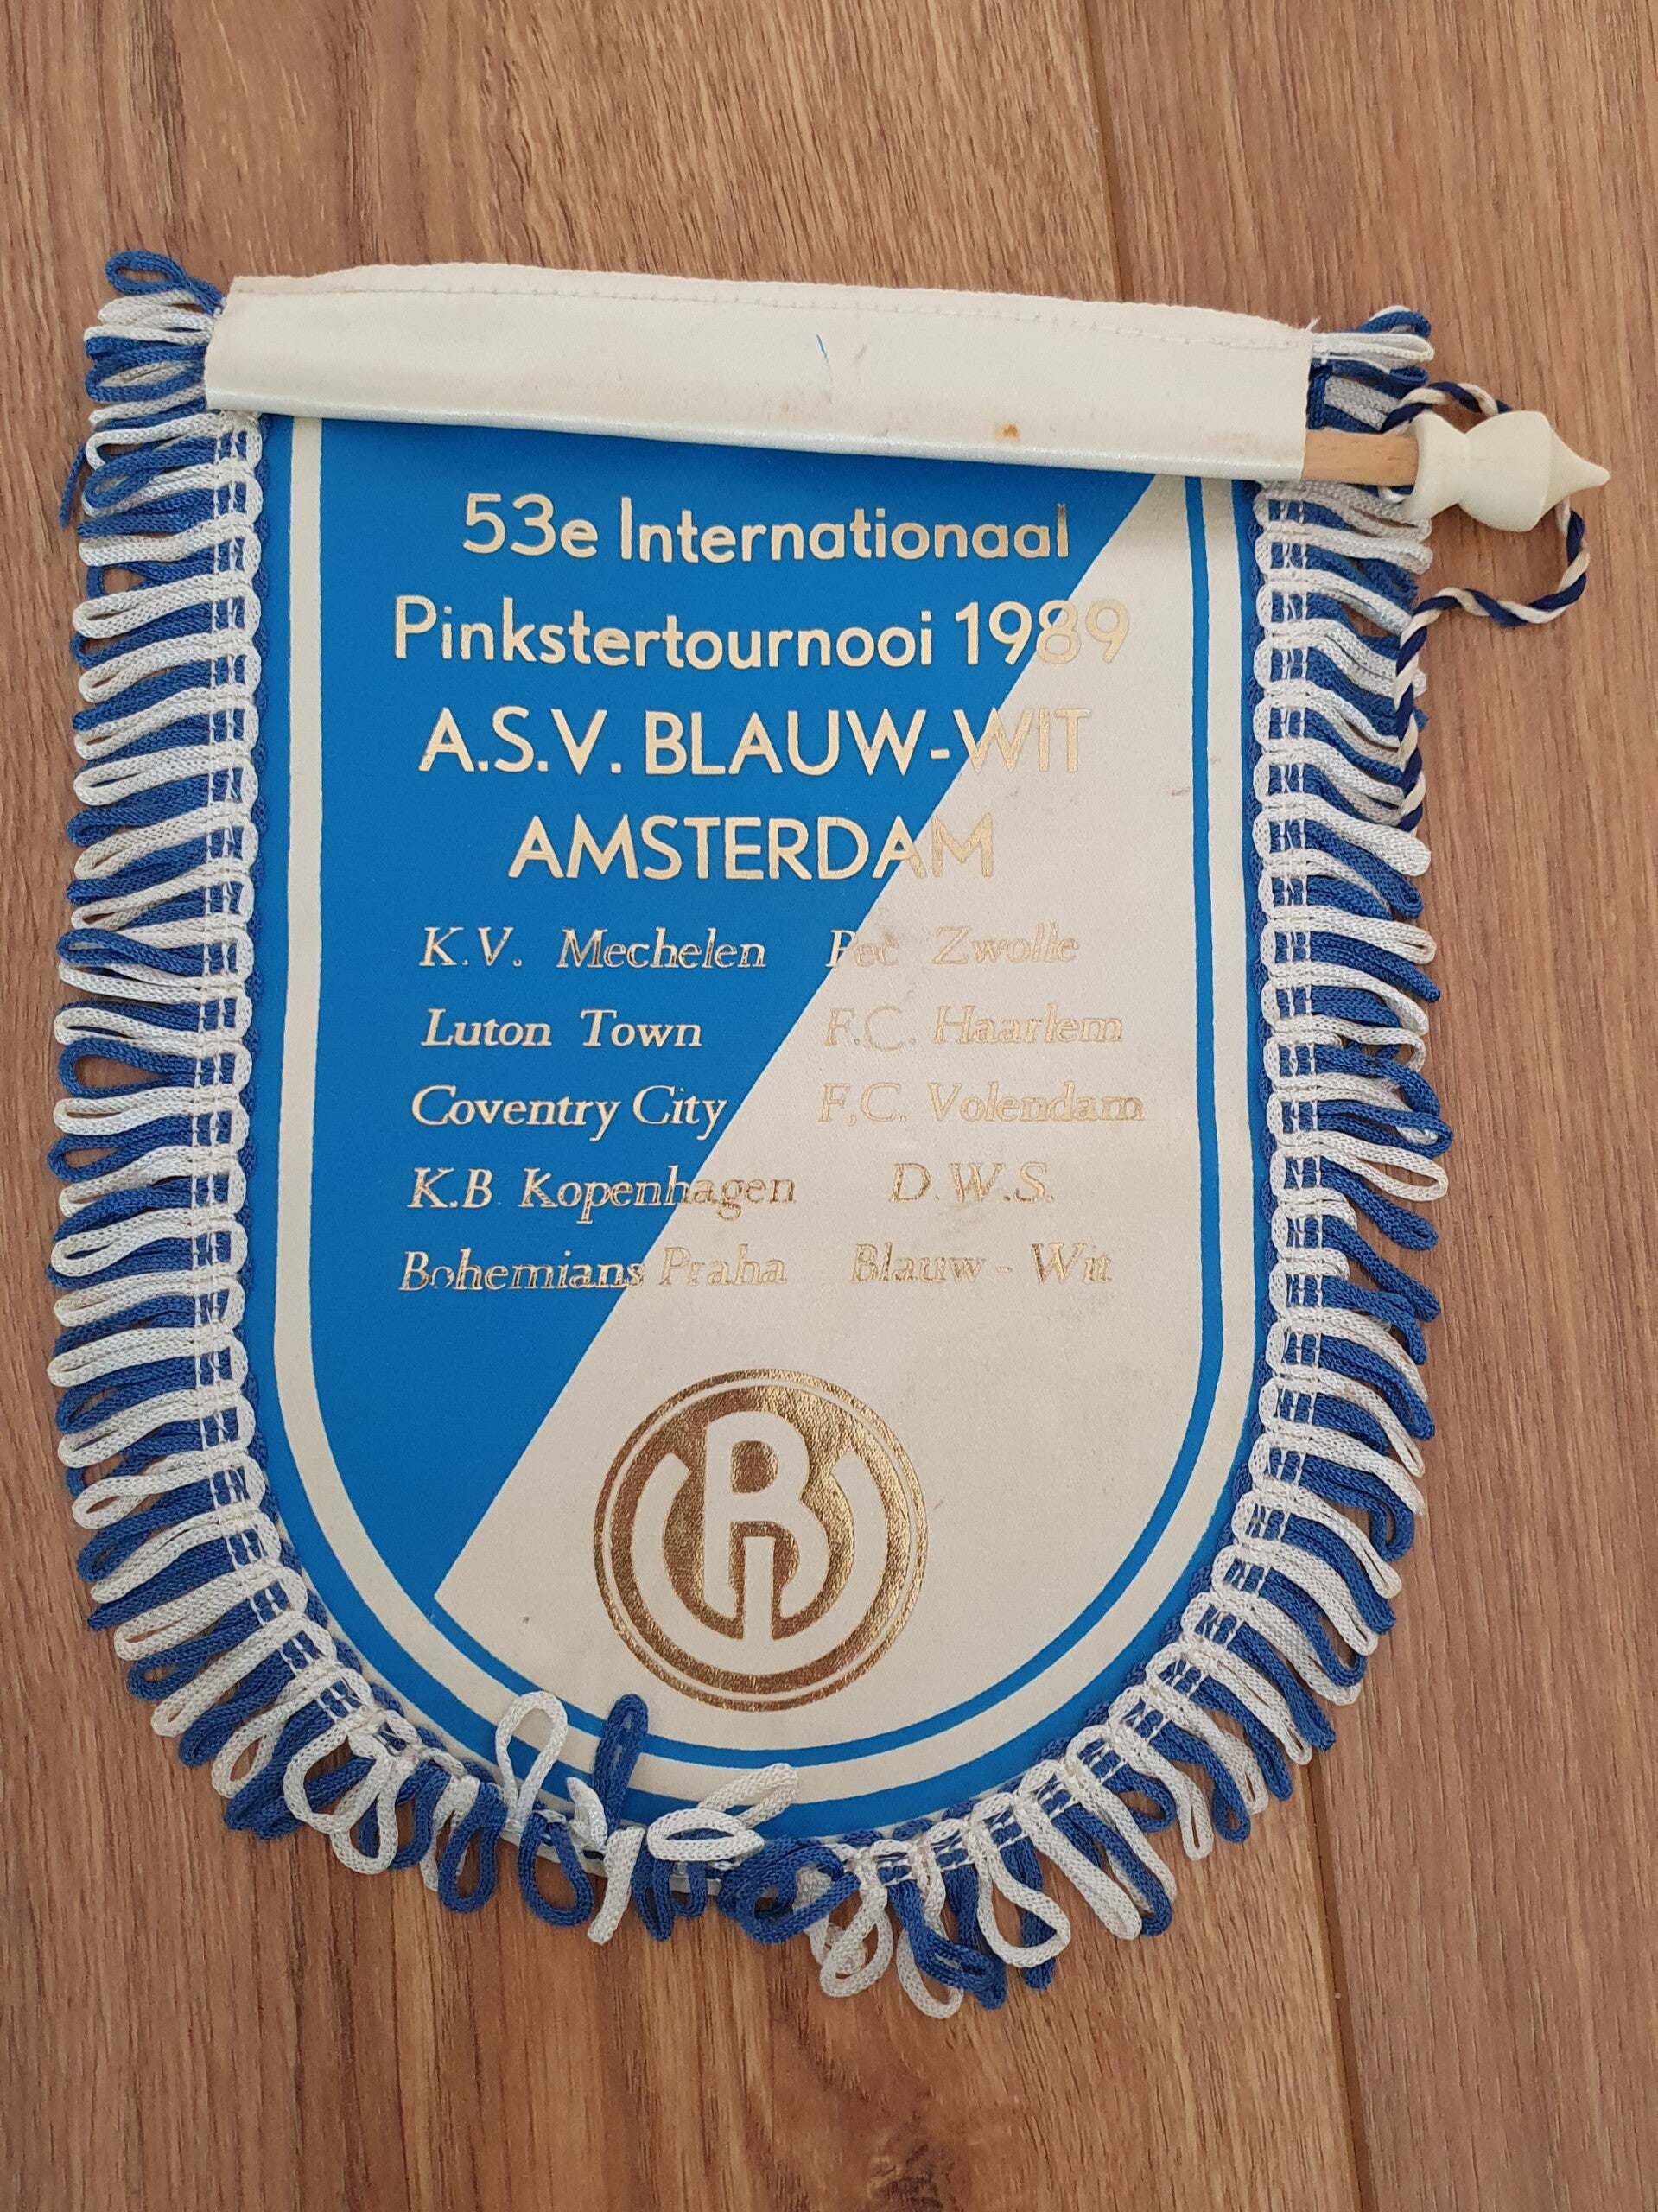 53e Internationaal
Pinkstertournooi 1989
A.S.V. BLAUW-WIT
AMSTERDAM
K.V. Mechelen Pec Zwolle
Luton Town F.C. Haarlem
Coventry City F,C. Volendam
K.B. Kopenhagen D.W.S.
Bohemians Praha Blauw - Wit
BW